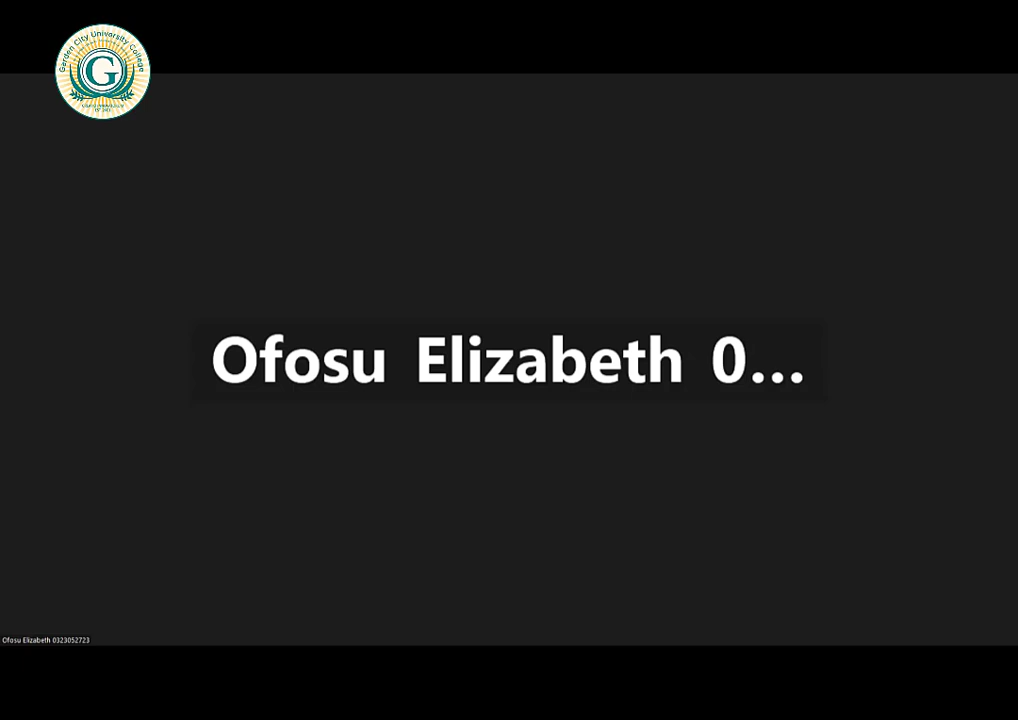 Garden City University College
G
Ofosu Elizabeth 0...
Ofosu Elizabeth 0323052723